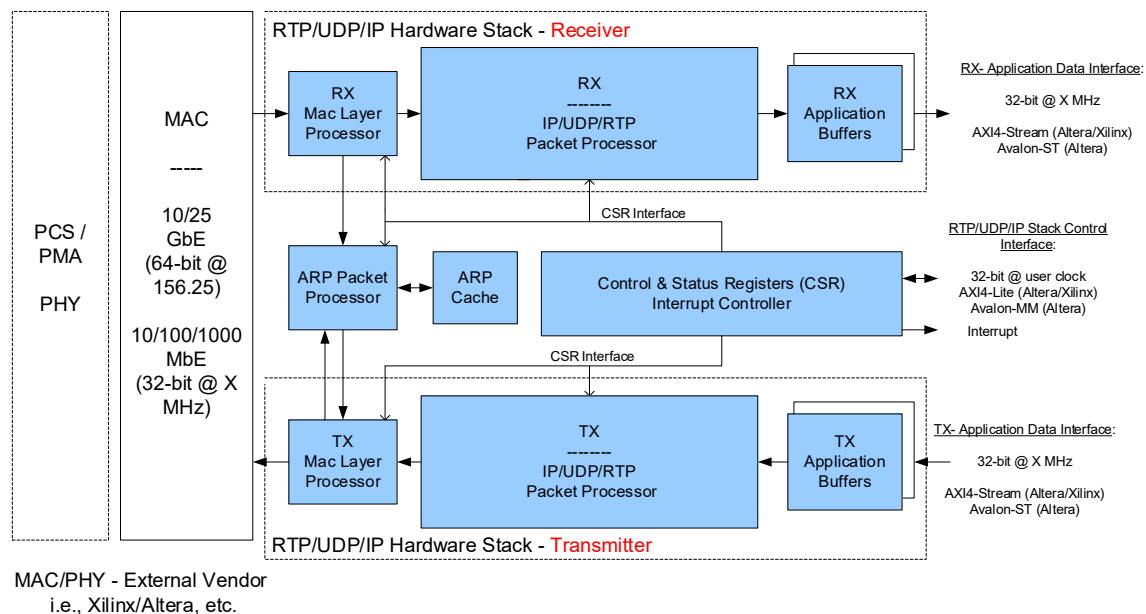 RTP/UDP/IP Hardware Stack - Receiver
RX
Mac Layer
Processor
RX
--------
IP/UDP/RTP
Packet Processor
RX
Application
Buffers
RX- Application Data Interface:
32-bit @ X MHz
AXI4-Stream (Altera/Xilinx)
Avalon-ST (Altera)
MAC
-----
10/25
GbE
(64-bit @
156.25)
10/100/1000
MbE
(32-bit @ X
MHz)
PCS /
PMA
PHY
CSR Interface
ARP Packet
Processor
ARP
Cache
Control & Status Registers (CSR)
Interrupt Controller
RTP/UDP/IP Stack Control
Interface:
32-bit @ user clock
AXI4-Lite (Altera/Xilinx)
Avalon-MM (Altera)
Interrupt
CSR Interface
TX
Mac Layer
Processor
TX
--------
IP/UDP/RTP
Packet Processor
TX
Application
Buffers
TX- Application Data Interface:
32-bit @ X MHz
AXI4-Stream (Altera/Xilinx)
Avalon-ST (Altera)
RTP/UDP/IP Hardware Stack - Transmitter
MAC/PHY - External Vendor
i.e., Xilinx/Altera, etc.